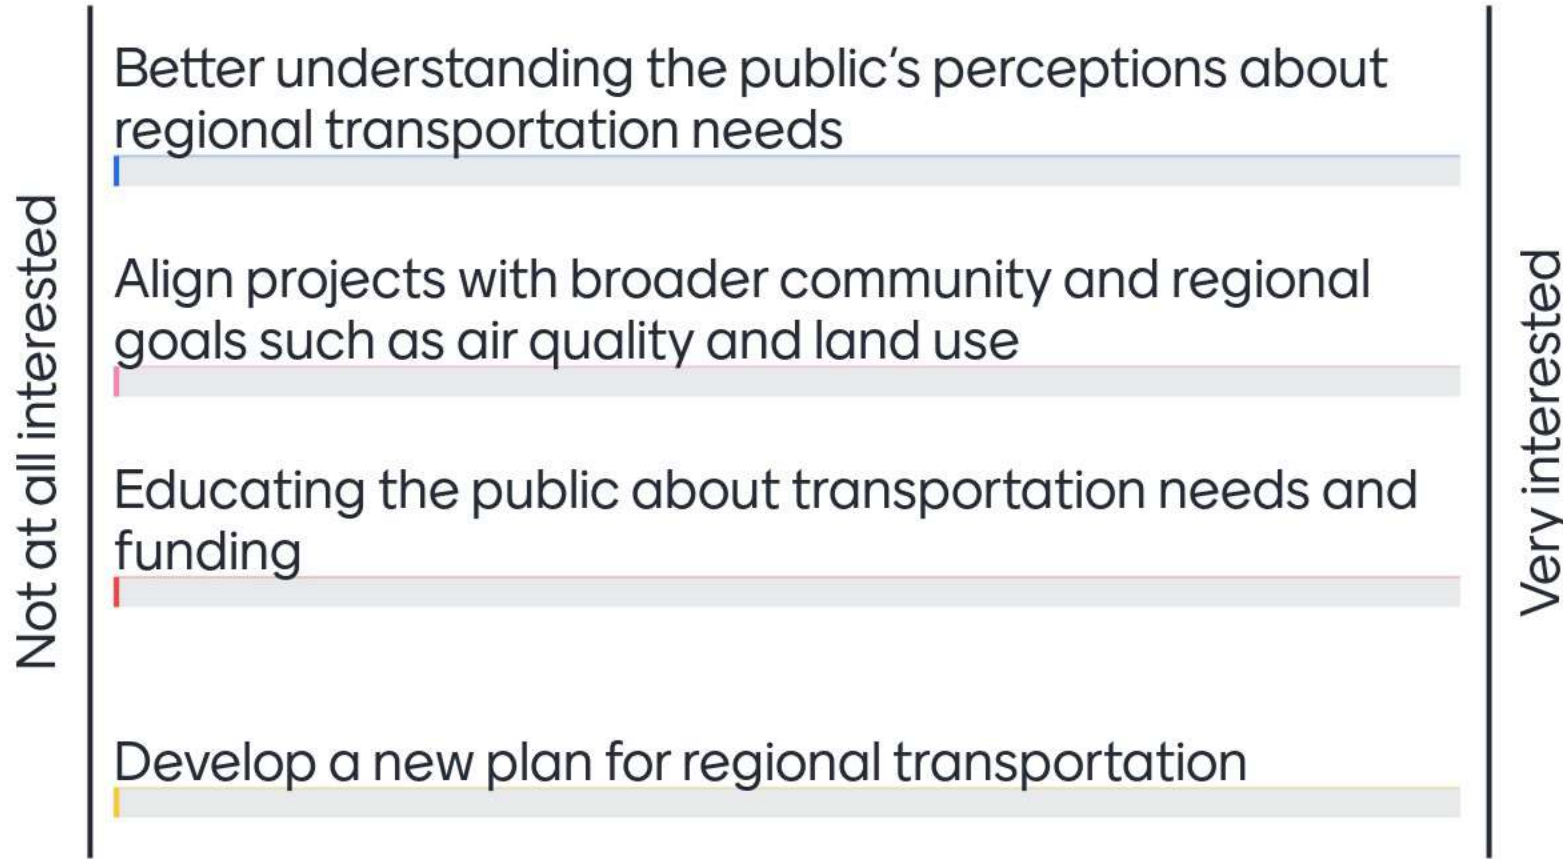 Not at all interested
Better understanding the public’s perceptions about
regional transportation needs
Align projects with broader community and regional
goals such as air quality and land use
Educating the public about transportation needs and
funding
Develop a new plan for regional transportation
Very interested